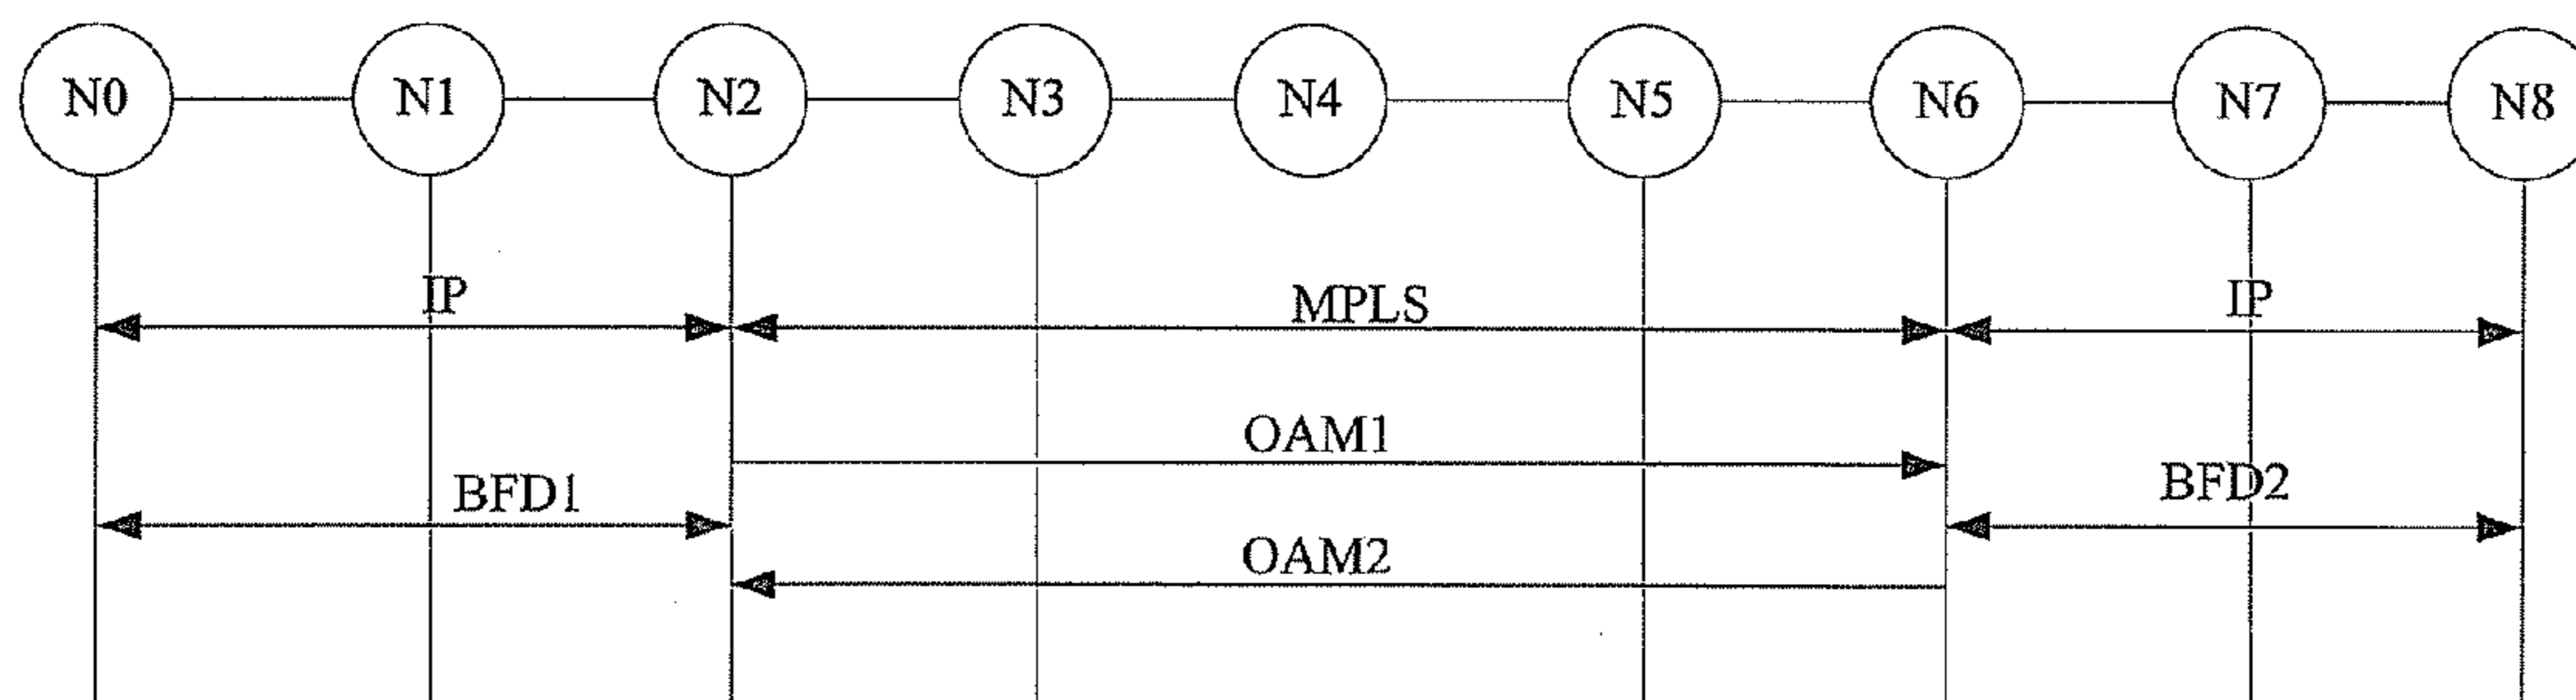 N0 N1 N2 N3 N4 N5 N6 N7 N8
IP MPLS IP
OAM1
BFD1 BFD2
OAM2